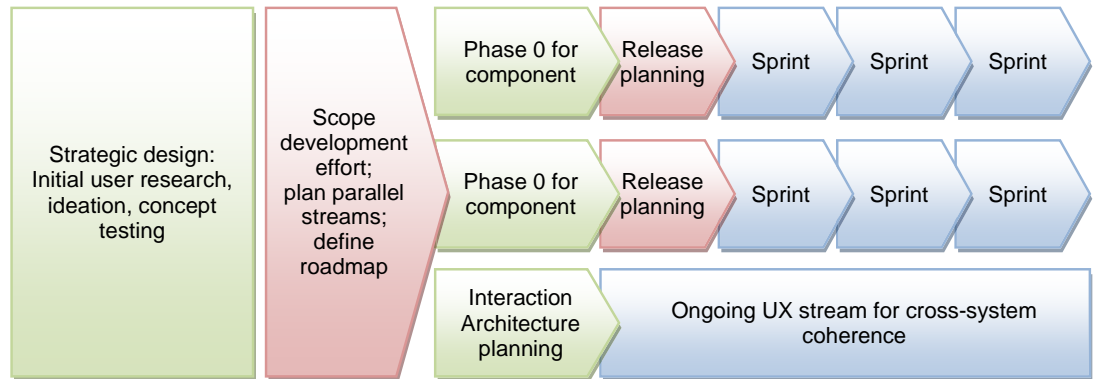 Strategic design:
Initial user research,
ideation, concept
testing
Scope
development
effort;
plan parallel
streams;
define
roadmap
Phase 0 for
component
Release
planning
Sprint
Sprint
Sprint
Phase 0 for
component
Release
planning
Sprint
Sprint
Sprint
Interaction
Architecture
planning
Ongoing UX stream for cross-system
coherence